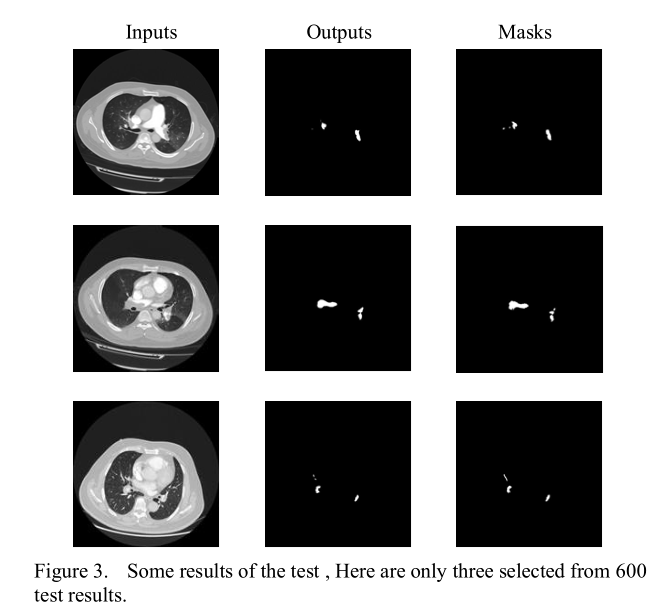 Inputs Outputs Masks
Figure 3. Some results of the test , Here are only three selected from 600
test results.